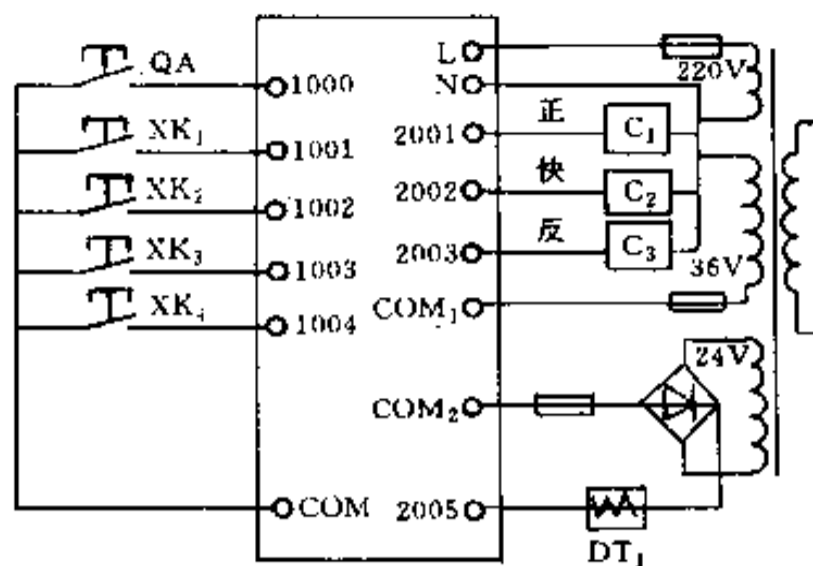 QA
1000
XK₁
1001
XK₂
1002
XK₃
1003
XK₄
1004
COM
L
N
2001
2002
2003
COM₁
COM₂
2005
正
快
反
C₁
C₂
C₃
DT₁
220V
36V
24V